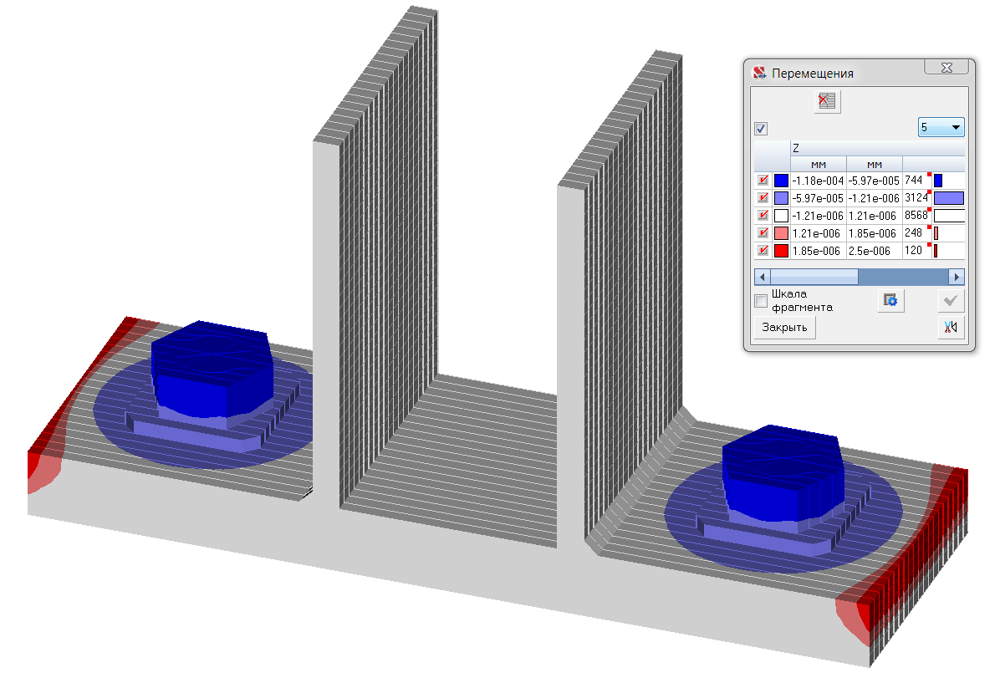 Перемещения
5
Z
мм мм
-1.18e-004 -5.97e-005 744
-5.97e-005 -1.21e-006 3124
-1.21e-006 1.21e-006 8568
1.21e-006 1.85e-006 248
1.85e-006 2.5e-006 120
Шкала
фрагмента
Закрыть